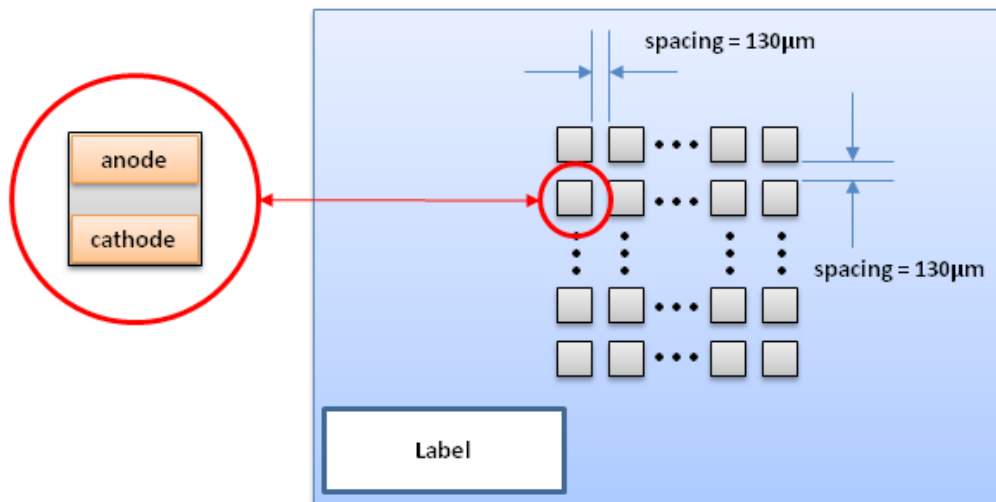 spacing = 130μm
anode
cathode
spacing = 130μm
Label